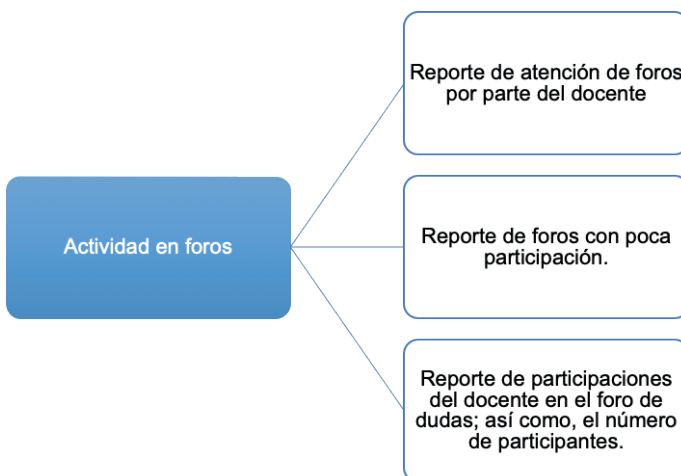 Actividad en foros
Reporte de atención de foros
por parte del docente
Reporte de foros con poca
participación.
Reporte de participaciones
del docente en el foro de
dudas; así como, el número
de participantes.